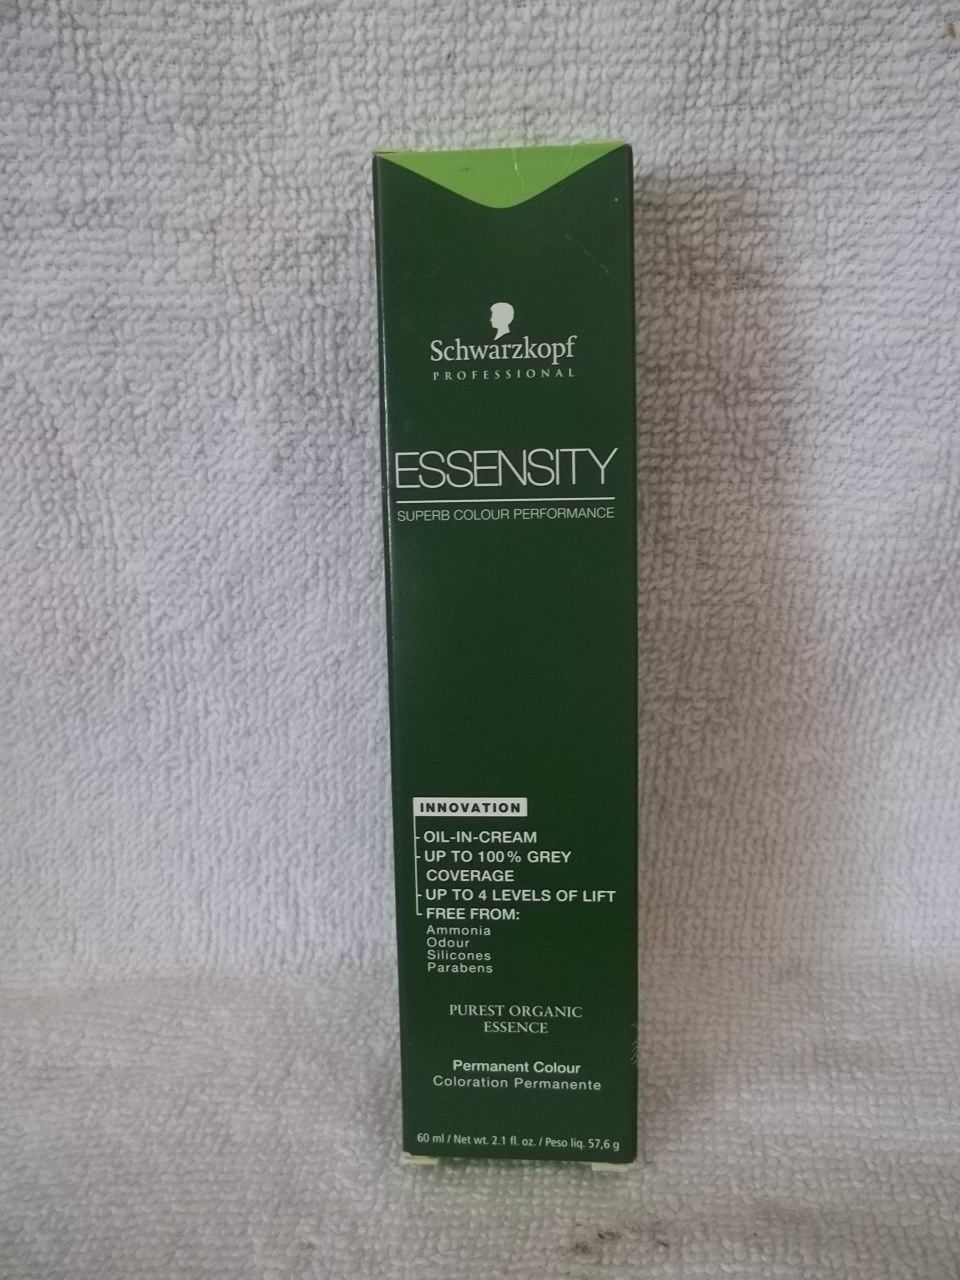 Schwarzkopf
PROFESSIONAL
ESSENSITY
SUPERB COLOUR PERFORMANCE
INNOVATION
OIL-IN-CREAM
UP TO 100% GREY
COVERAGE
UP TO 4 LEVELS OF LIFT
FREE FROM:
Ammonia
Odour
Silicones
Parabens
PUREST ORGANIC
ESSENCE
Permanent Colour
Coloration Permanente
60 ml / Net wt. 2.1 fl. oz. / Peso liq. 57,6 g